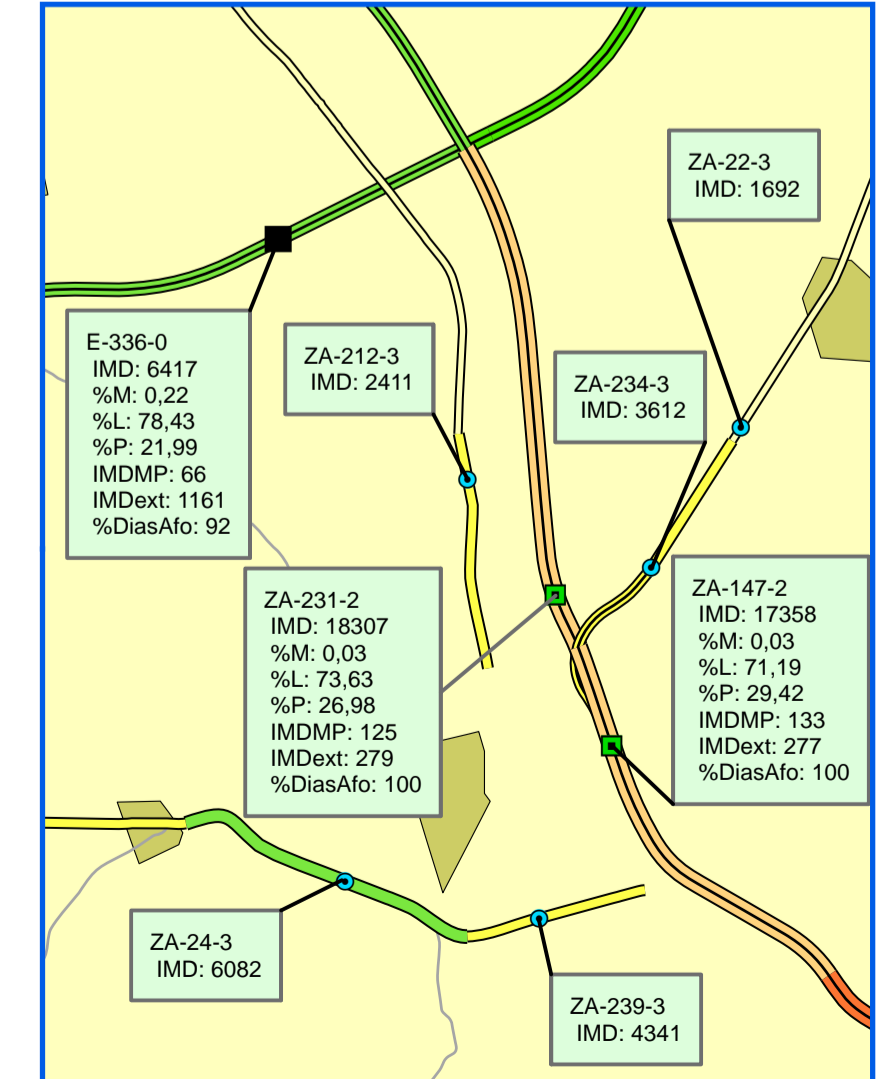 ZA-22-3
IMD: 1692
E-336-0
IMD: 6417
%M: 0,22
%L: 78,43
%P: 21,99
IMDMP: 66
IMDext: 1161
%DiasAfo: 92
ZA-212-3
IMD: 2411
ZA-234-3
IMD: 3612
ZA-231-2
IMD: 18307
%M: 0,03
%L: 73,63
%P: 26,98
IMDMP: 125
IMDext: 279
%DiasAfo: 100
ZA-147-2
IMD: 17358
%M: 0,03
%L: 71,19
%P: 29,42
IMDMP: 133
IMDext: 277
%DiasAfo: 100
ZA-24-3
IMD: 6082
ZA-239-3
IMD: 4341